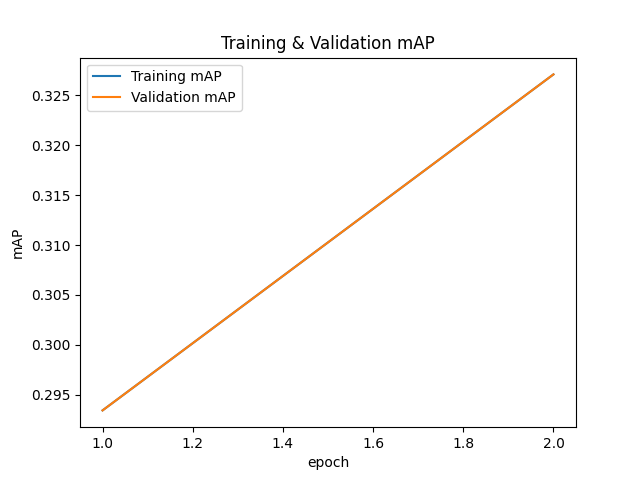 Training & Validation mAP
Training mAP
Validation mAP
0.325
0.320
0.315
0.310
0.305
0.300
0.295
mAP
1.0 1.2 1.4 1.6 1.8 2.0
epoch